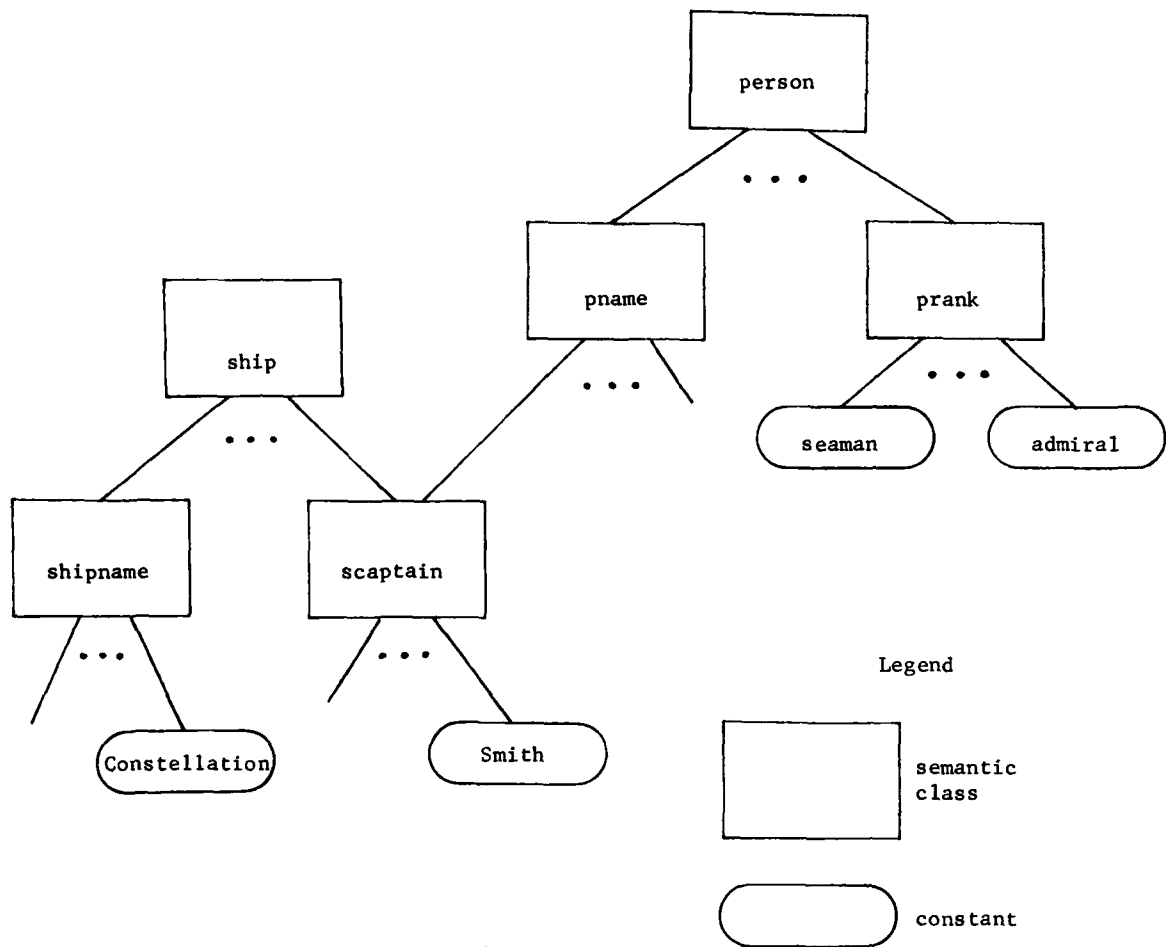 person
pname
prank
ship
seaman
admiral
shipname
scaptain
Constellation
Smith
Legend
semantic
class
constant